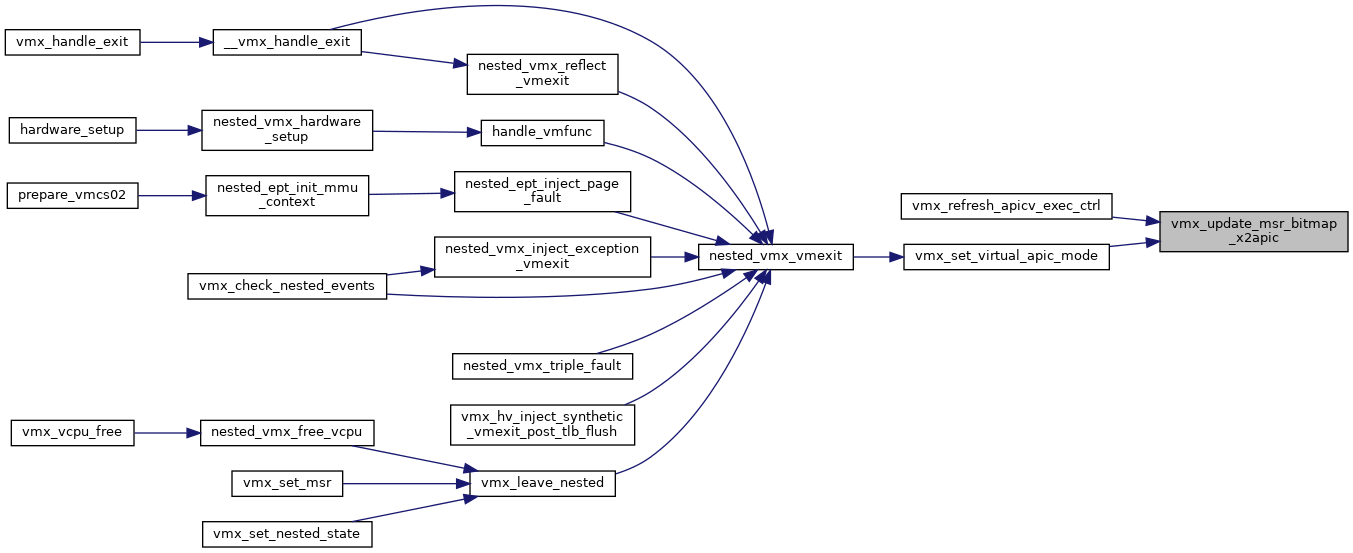 vmx_handle_exit
__vmx_handle_exit
nested_vmx_reflect
_vmexit
hardware_setup
nested_vmx_hardware
_setup
handle_vmfunc
prepare_vmcs02
nested_ept_init_mmu
_context
nested_ept_inject_page
_fault
vmx_refresh_apicv_exec_ctrl
vmx_update_msr_bitmap
_x2apic
nested_vmx_inject_exception
_vmexit
nested_vmx_vmexit
vmx_set_virtual_apic_mode
vmx_check_nested_events
nested_vmx_triple_fault
vmx_hv_inject_synthetic
_vmexit_post_tlb_flush
vmx_vcpu_free
nested_vmx_free_vcpu
vmx_set_msr
vmx_leave_nested
vmx_set_nested_state